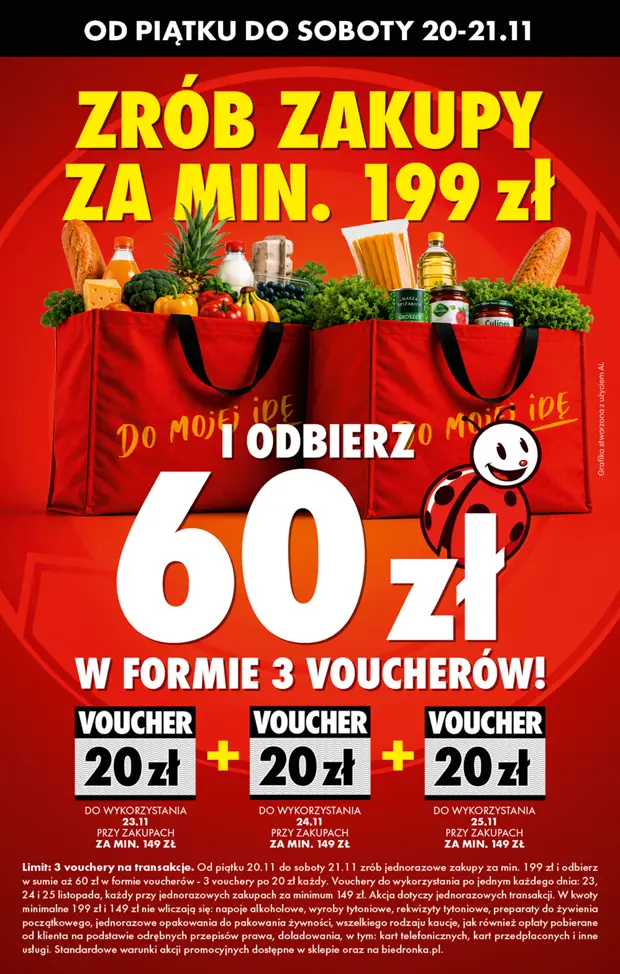 OD PIĄTKU DO SOBOTY 20-21.11
ZRÓB ZAKUPY
ZA MIN. 199 zł
NASZA
SPIŻARNIA
GROSZEK
Culineo
DO MOJEJ IDĘ
DO MOJEJ IDĘ
Grafika stworzona z użyciem AI.
I ODBIERZ
60 zł
W FORMIE 3 VOUCHERÓW!
VOUCHER
20 zł
DO WYKORZYSTANIA
23.11
PRZY ZAKUPACH
ZA MIN. 149 ZŁ
+
VOUCHER
20 zł
DO WYKORZYSTANIA
24.11
PRZY ZAKUPACH
ZA MIN. 149 ZŁ
+
VOUCHER
20 zł
DO WYKORZYSTANIA
25.11
PRZY ZAKUPACH
ZA MIN. 149 ZŁ
Limit: 3 vouchery na transakcje. Od piątku 20.11 do soboty 21.11 zrób jednorazowe zakupy za min. 199 zł i odbierz
w sumie aż 60 zł w formie voucherów - 3 vouchery po 20 zł każdy. Vouchery do wykorzystania po jednym każdego dnia: 23,
24 i 25 listopada, każdy przy jednorazowych zakupach za minimum 149 zł. Akcja dotyczy jednorazowych transakcji. W kwoty
minimalne 199 zł i 149 zł nie wliczają się: napoje alkoholowe, wyroby tytoniowe, rekwizyty tytoniowe, preparaty do żywienia
początkowego, jednorazowe opakowania do pakowania żywności, wszelkiego rodzaju kaucje, jak również opłaty pobierane
od klienta na podstawie odrębnych przepisów prawa, doładowania, w tym: kart telefonicznych, kart przedpłaconych i inne
usługi. Standardowe warunki akcji promocyjnych dostępne w sklepie oraz na biedronka.pl.